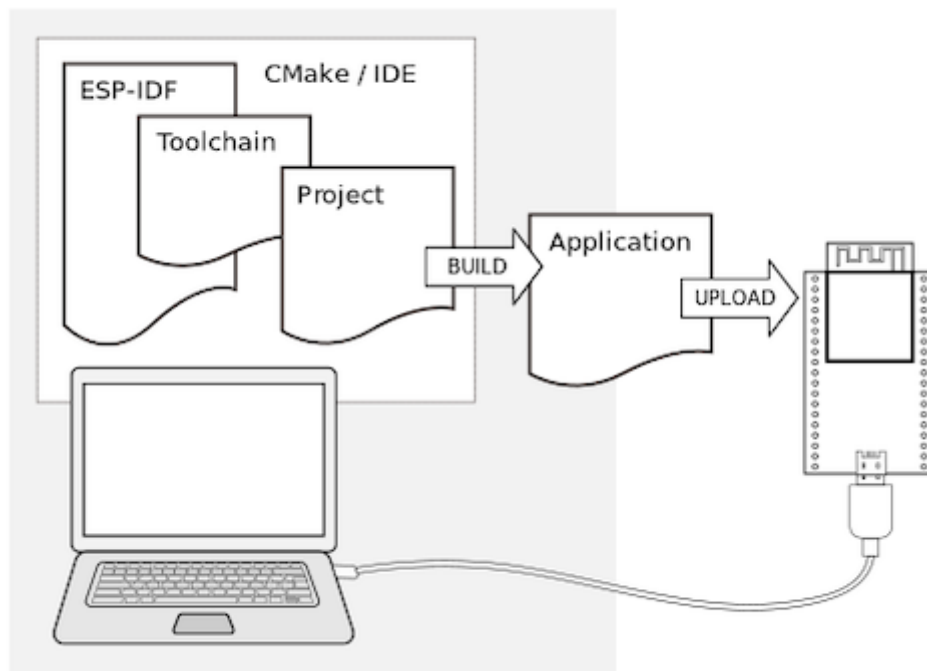 ESP-IDF
CMake / IDE
Toolchain
Project
BUILD
Application
UPLOAD